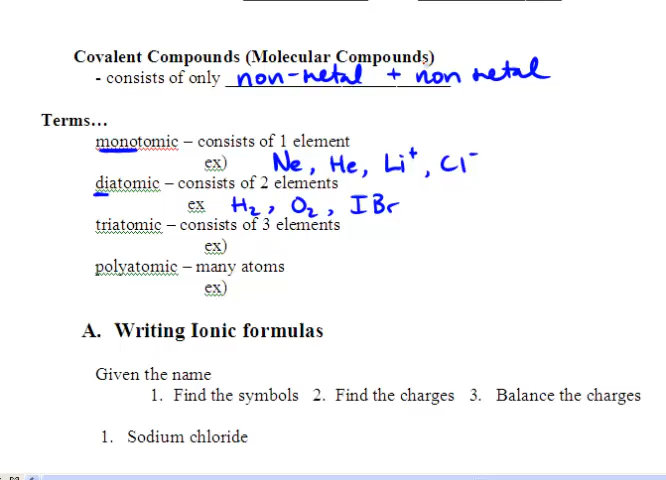 Covalent Compounds (Molecular Compounds)
- consists of only non-metal + non metal
Terms…
monotomic – consists of 1 element
ex) Ne, He, Li⁺, Cl⁻
diatomic – consists of 2 elements
ex H₂, O₂, IBr
triatomic – consists of 3 elements
ex)
polyatomic – many atoms
ex)
A. Writing Ionic formulas
Given the name
1. Find the symbols 2. Find the charges 3. Balance the charges
1. Sodium chloride